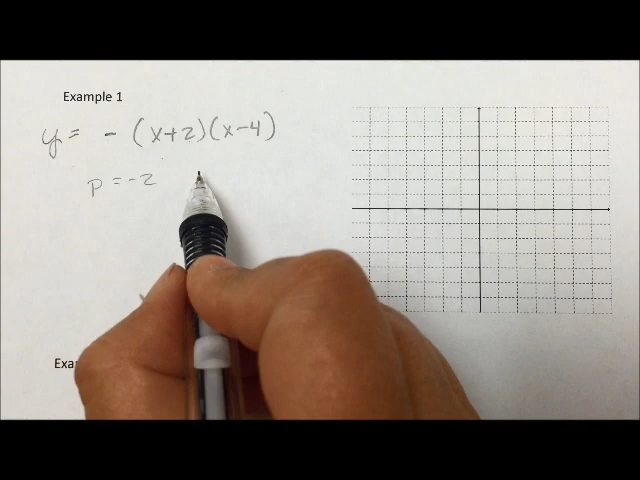 Example 1
y = - (x+2)(x-4)
p = -2